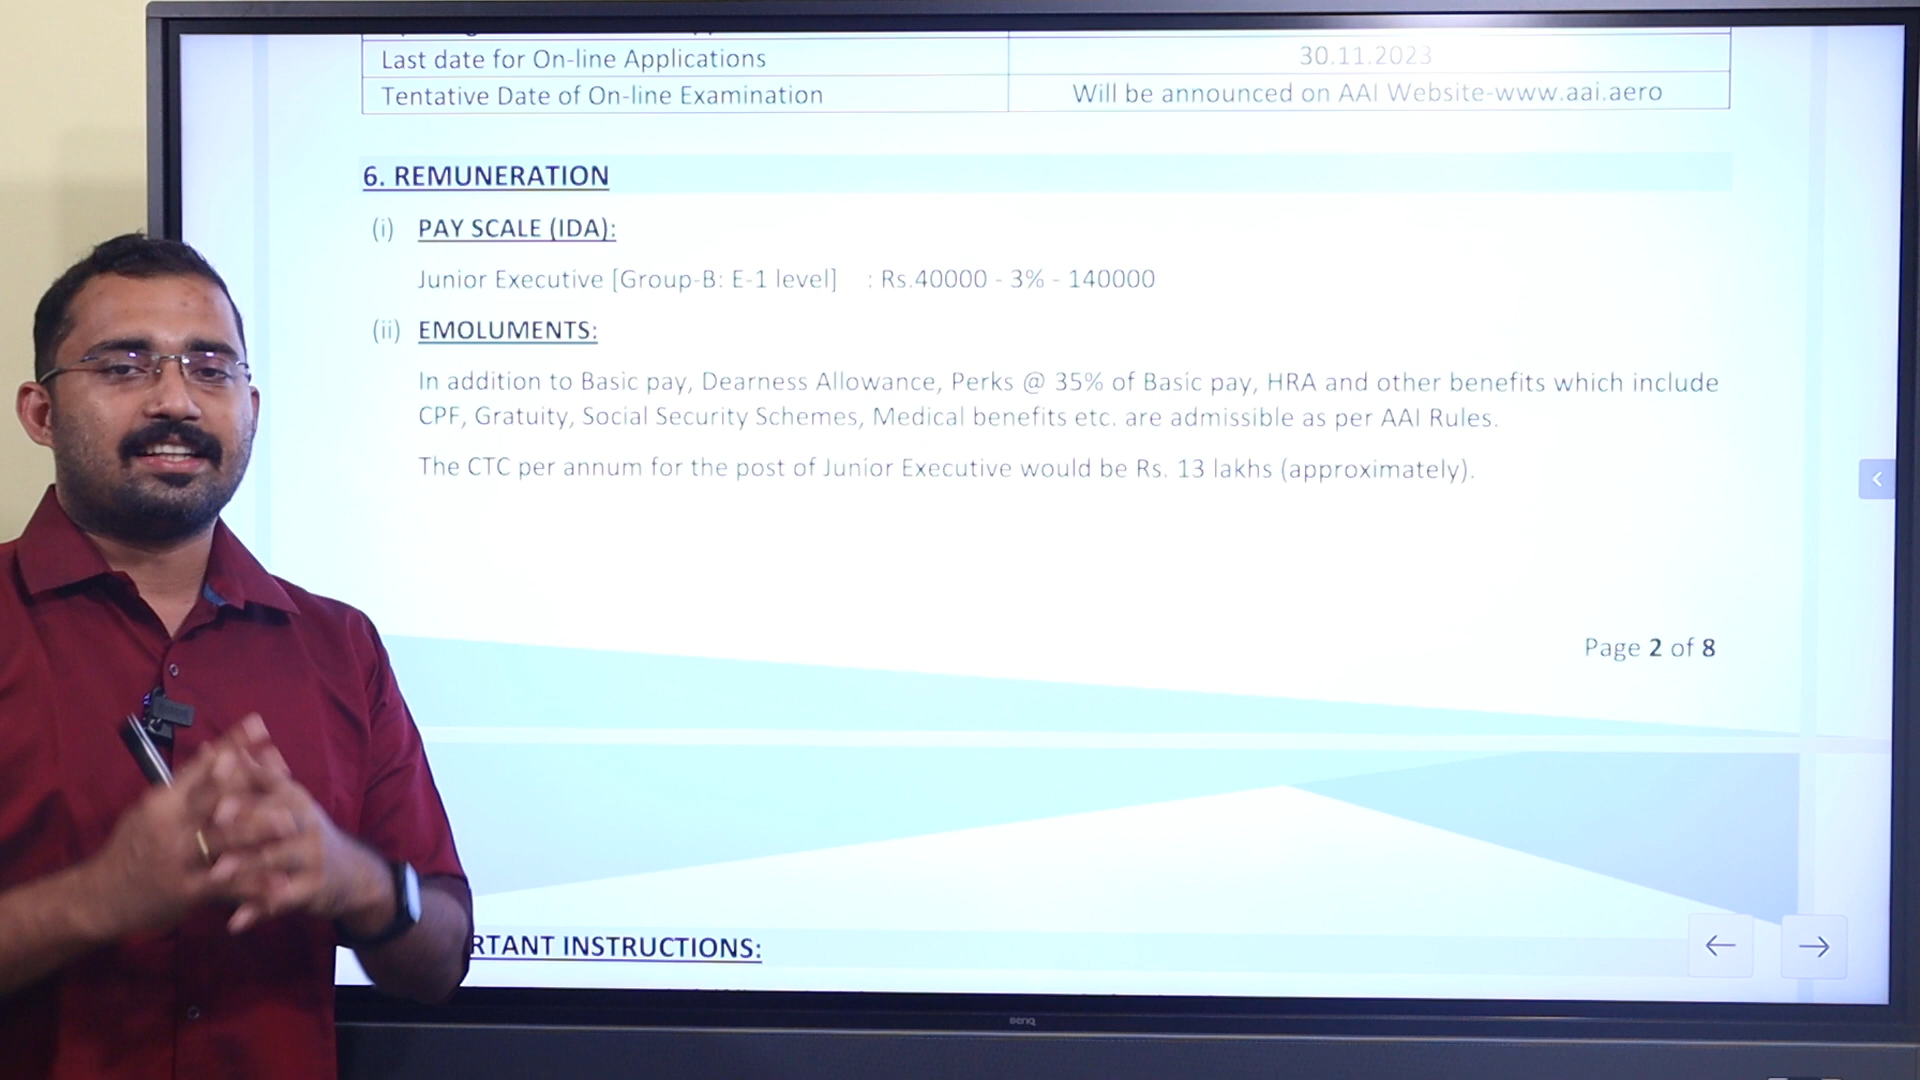 Last date for On-line Applications 30.11.2023
Tentative Date of On-line Examination Will be announced on AAI Website-www.aai.aero
6. REMUNERATION
(i) PAY SCALE (IDA):
Junior Executive [Group-B: E-1 level] : Rs.40000 - 3% - 140000
(ii) EMOLUMENTS:
In addition to Basic pay, Dearness Allowance, Perks @ 35% of Basic pay, HRA and other benefits which include
CPF, Gratuity, Social Security Schemes, Medical benefits etc. are admissible as per AAI Rules.
The CTC per annum for the post of Junior Executive would be Rs. 13 lakhs (approximately).
Page 2 of 8
RTANT INSTRUCTIONS:
BenQ